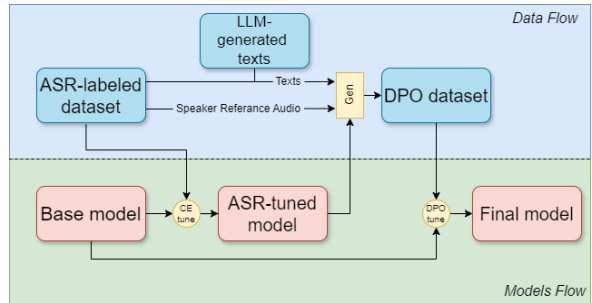 Data Flow
LLM-
generated
texts
ASR-labeled
dataset
Texts
Speaker Referance Audio
Gen
DPO dataset
Base model
CE
tune
ASR-tuned
model
DPO
tune
Final model
Models Flow